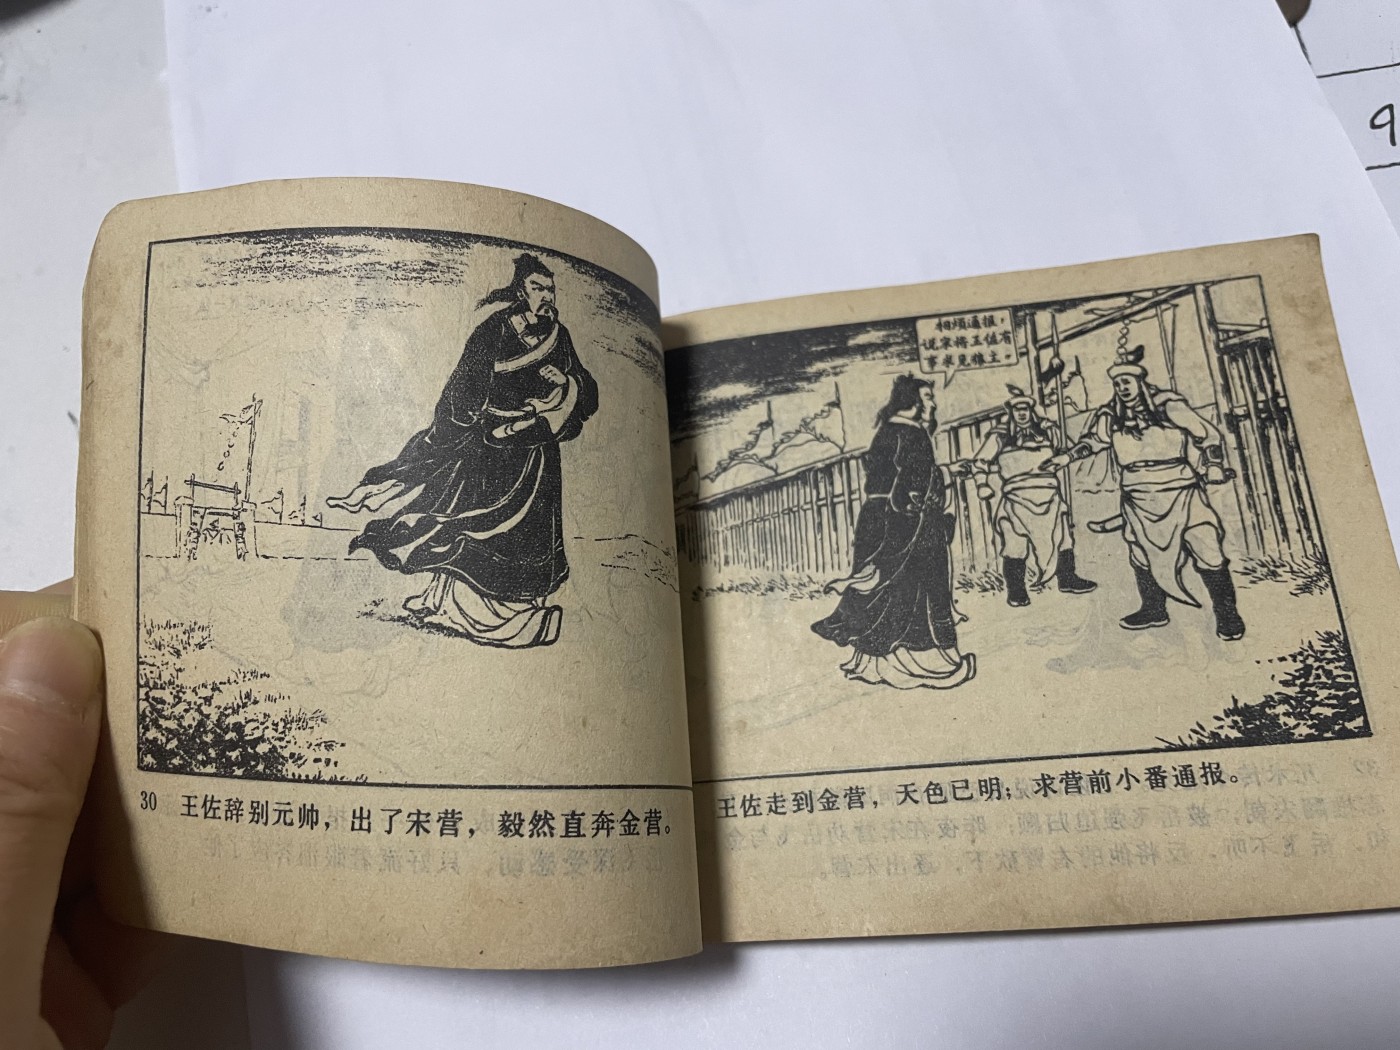 30 王佐辞别元帅，出了宋营，毅然直奔金营。
相烦通报，
说宋将王佐有
事求见狼主。
王佐走到金营，天色已明；求营前小番通报。
9